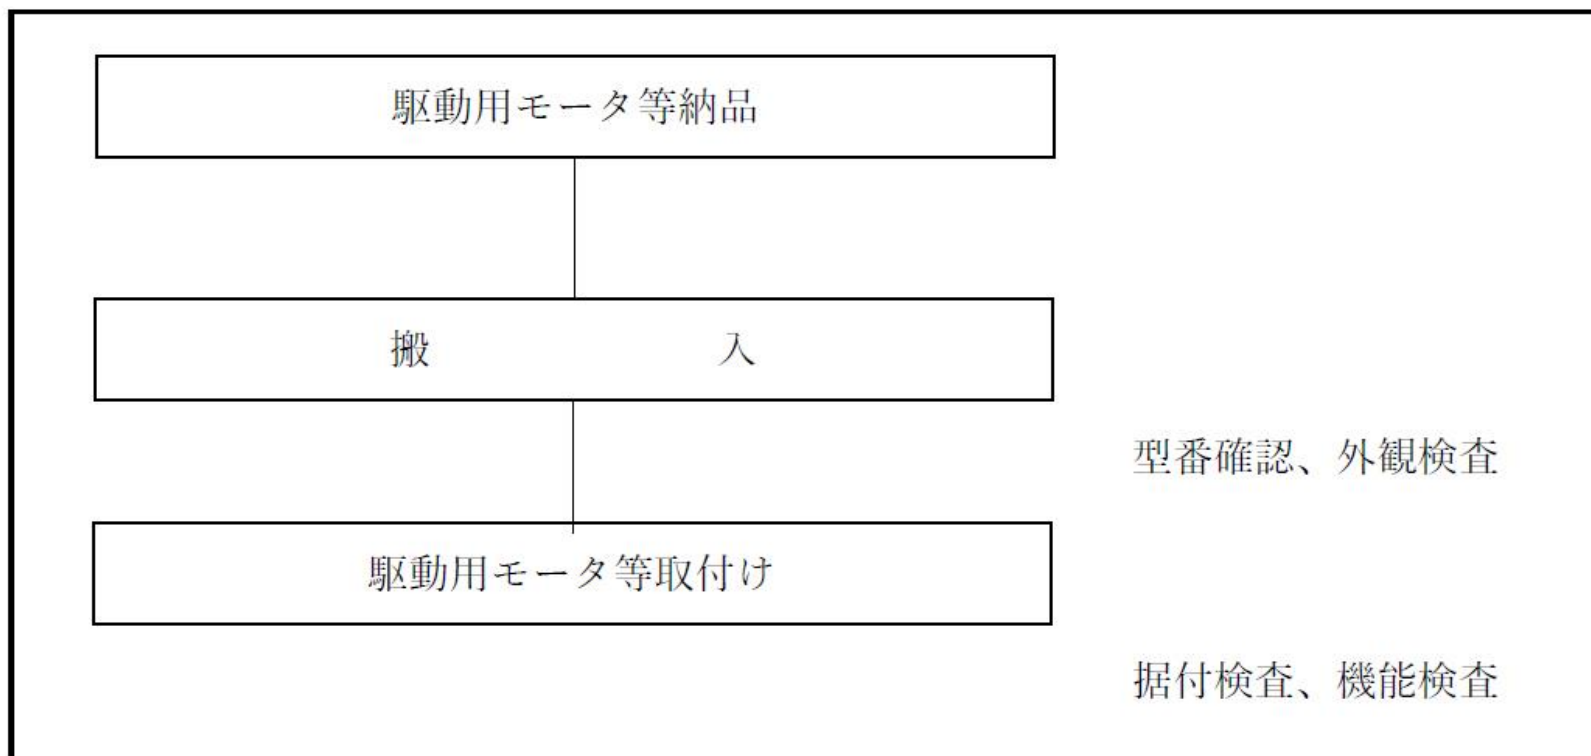 駆動用モータ等納品
搬　　　　　　　入
型番確認、外観検査
駆動用モータ等取付け
据付検査、機能検査